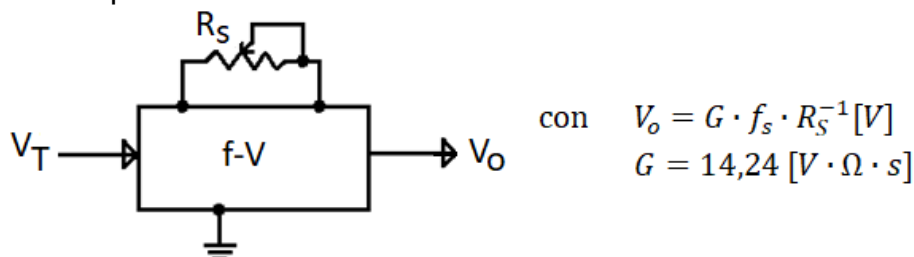 R_S
V_T
f-V
V_O
con V_o = G · f_s · R_S^{-1} [V]
G = 14,24 [V · Ω · s]